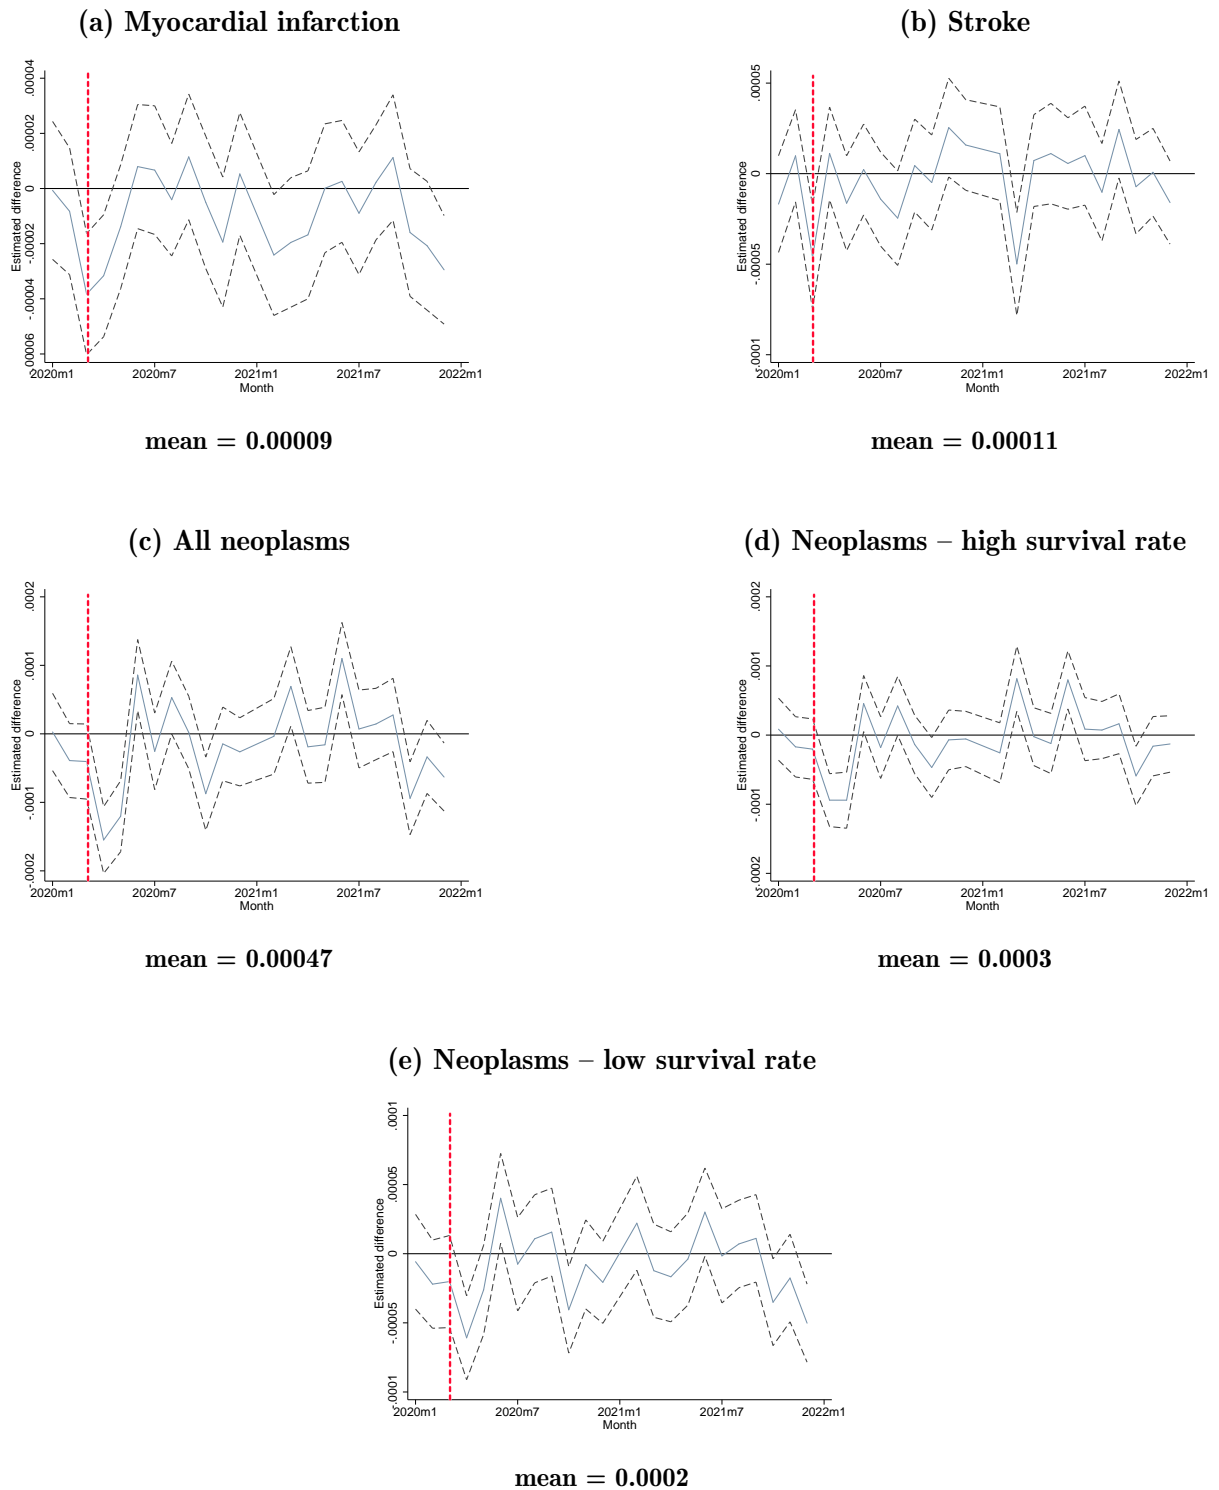 (a) Myocardial infarction
(b) Stroke
Estimated difference
.00004
.00002
0
-.00002
-.00004
-.00006
2020m1
2020m7
2021m1
2021m7
2022m1
Month
mean = 0.00009
Estimated difference
.00005
0
-.00005
-.0001
2020m1
2020m7
2021m1
2021m7
2022m1
Month
mean = 0.00011
(c) All neoplasms
(d) Neoplasms – high survival rate
Estimated difference
.0002
.0001
0
-.0001
-.0002
2020m1
2020m7
2021m1
2021m7
2022m1
Month
mean = 0.00047
Estimated difference
.0002
.0001
0
-.0001
-.0002
2020m1
2020m7
2021m1
2021m7
2022m1
Month
mean = 0.0003
(e) Neoplasms – low survival rate
Estimated difference
.0001
.00005
0
-.00005
-.0001
2020m1
2020m7
2021m1
2021m7
2022m1
Month
mean = 0.0002